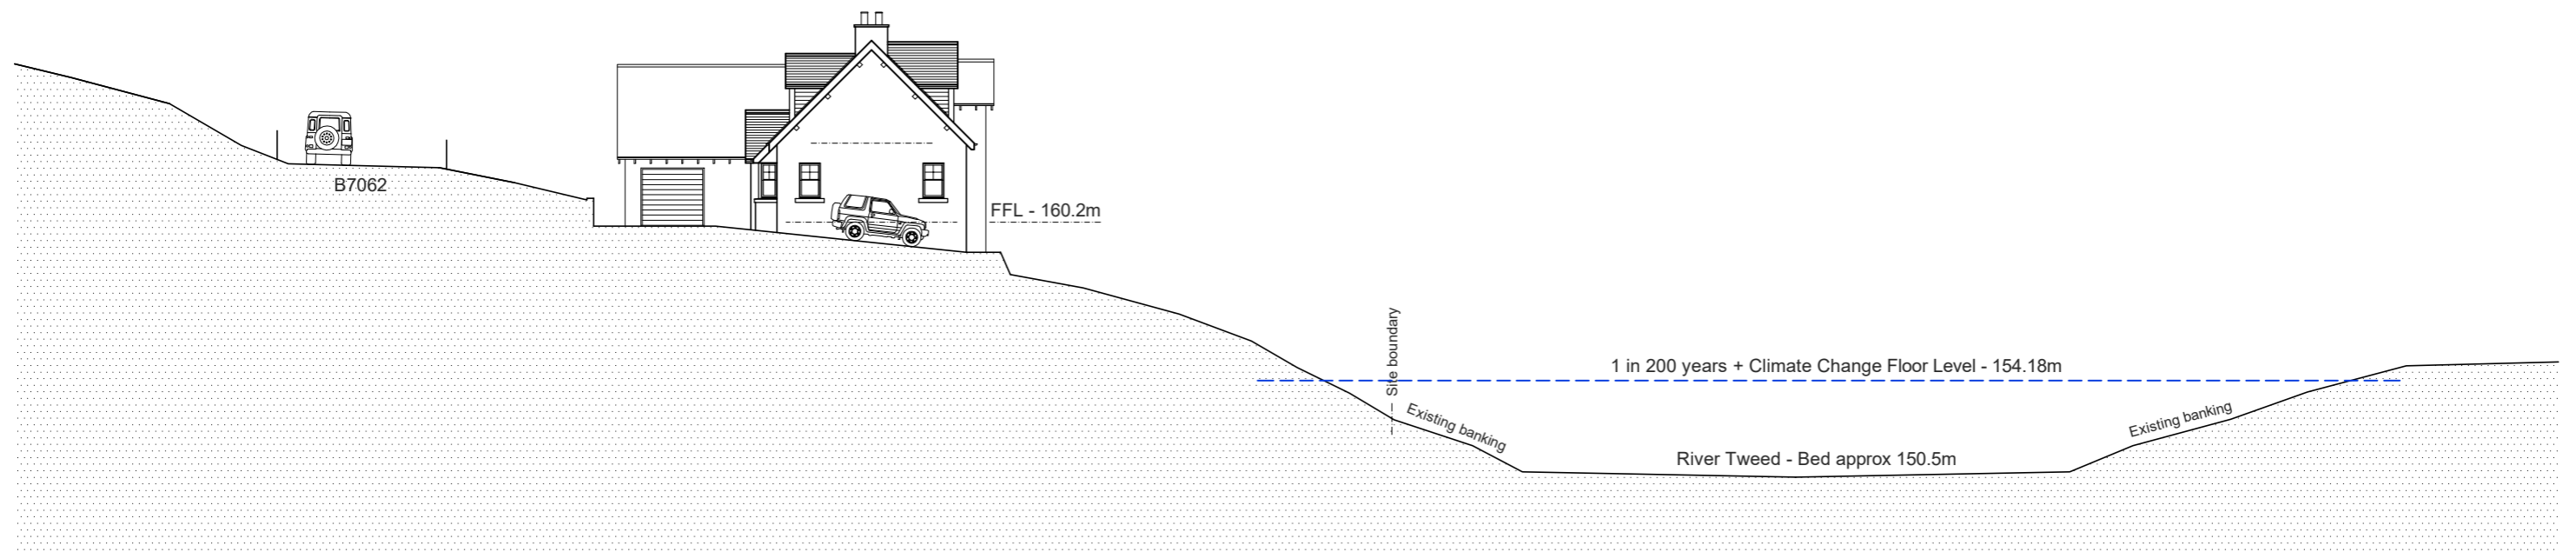 B7062
FFL - 160.2m
Site boundary
1 in 200 years + Climate Change Floor Level - 154.18m
Existing banking
Existing banking
River Tweed - Bed approx 150.5m